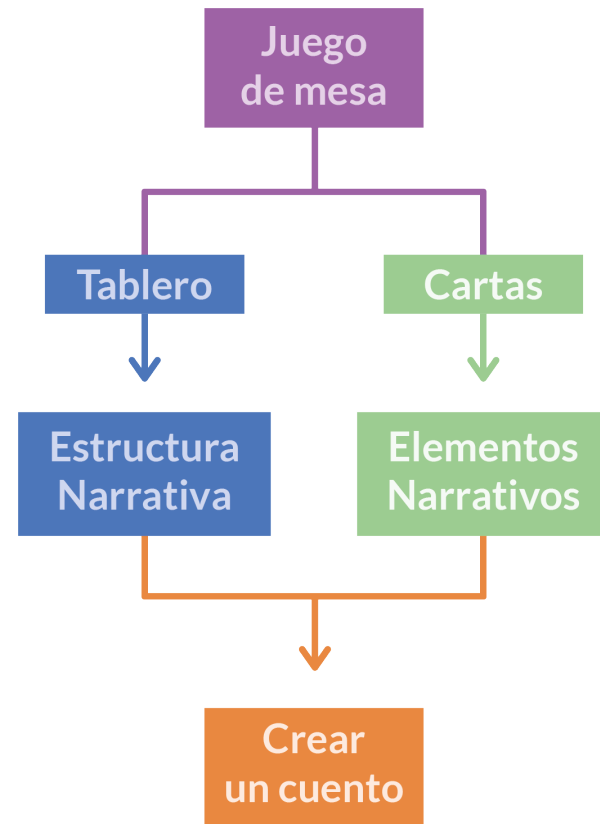 Juego
de mesa
Tablero
Cartas
Estructura
Narrativa
Elementos
Narrativos
Crear
un cuento